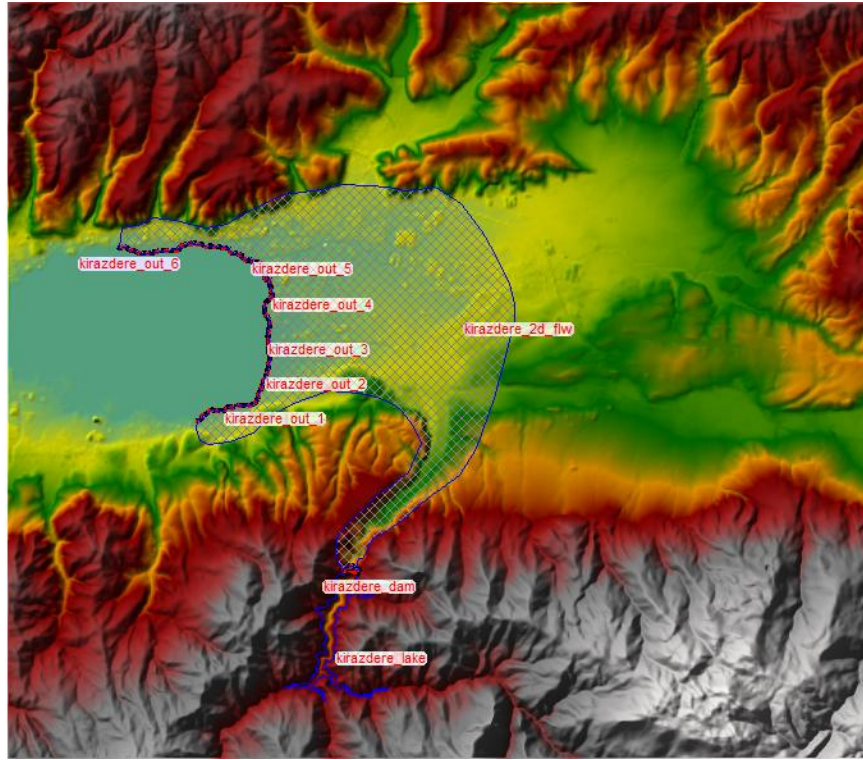 kirazdere_out_6
kirazdere_out_5
kirazdere_out_4
kirazdere_2d_flw
kirazdere_out_3
kirazdere_out_2
kirazdere_out_1
kirazdere_dam
kirazdere_lake